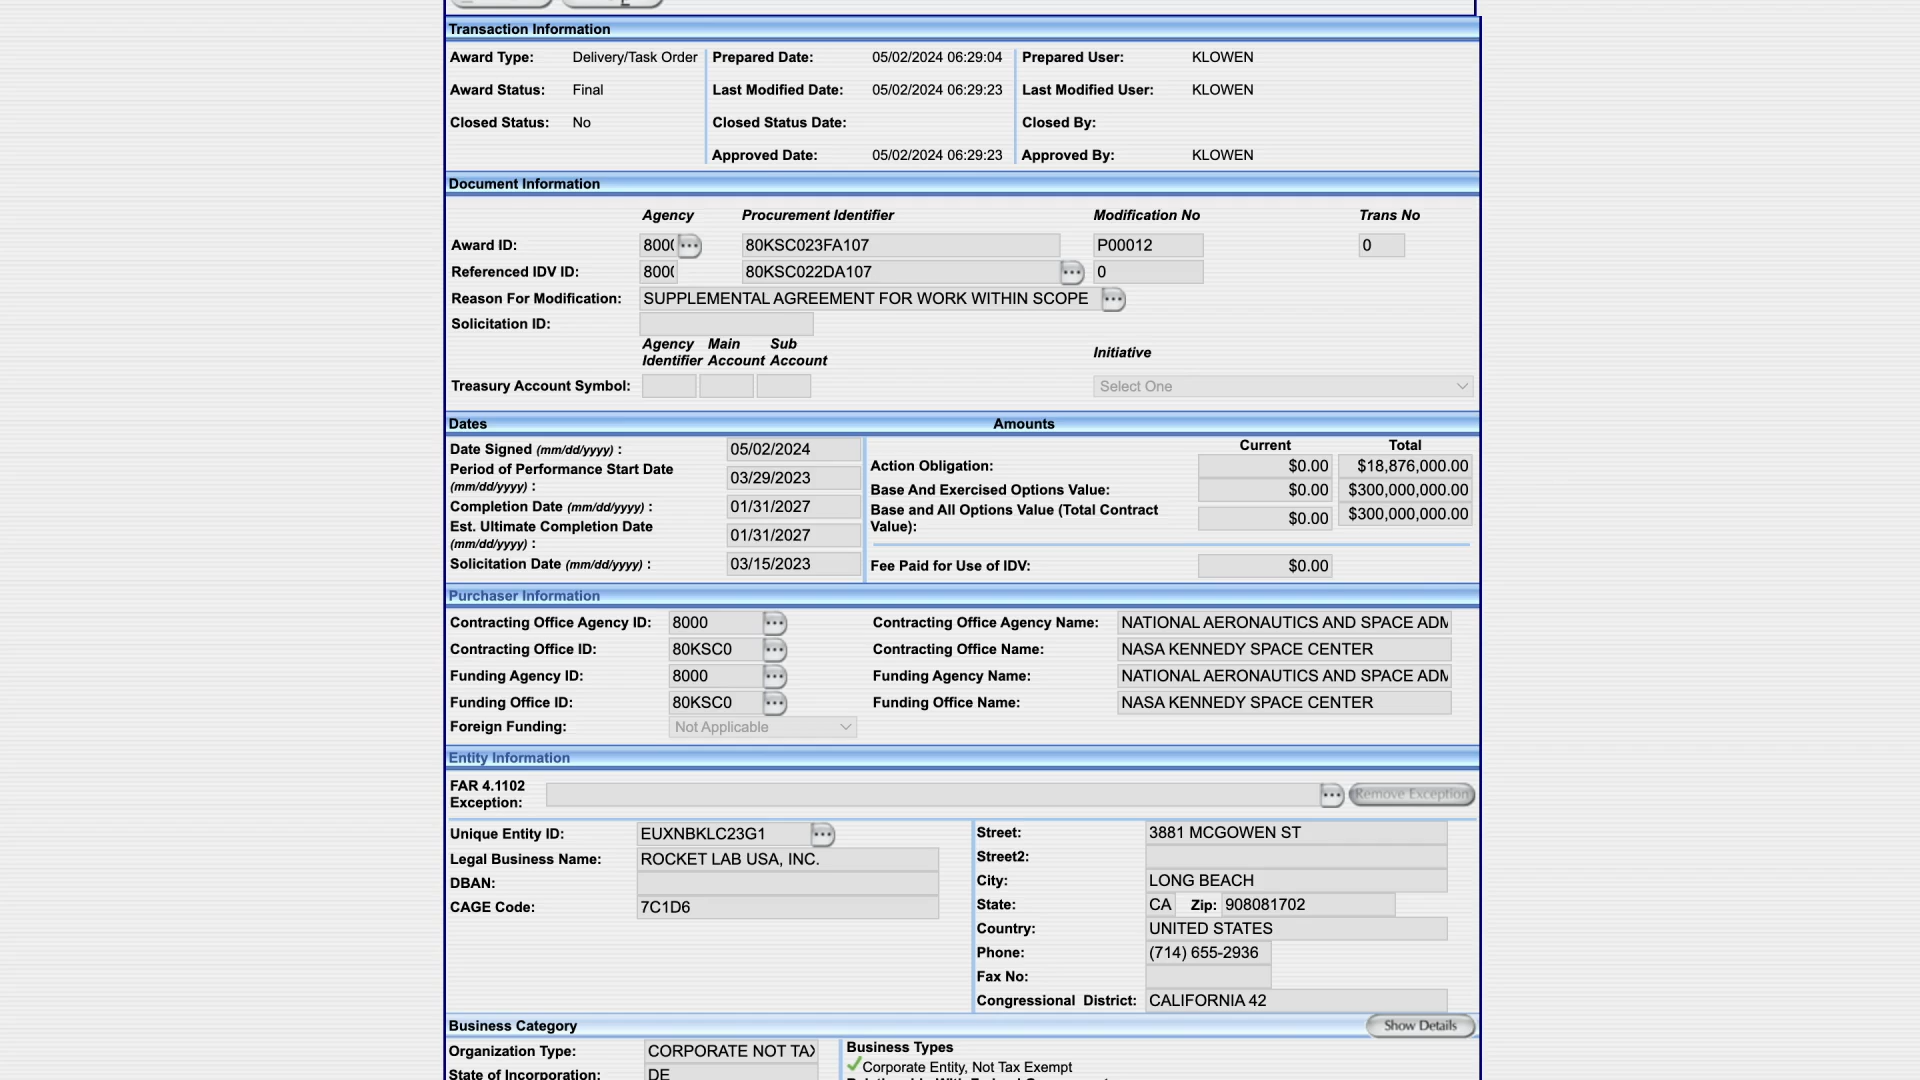 Transaction Information
Award Type: Delivery/Task Order Prepared Date: 05/02/2024 06:29:04 Prepared User: KLOWEN
Award Status: Final Last Modified Date: 05/02/2024 06:29:23 Last Modified User: KLOWEN
Closed Status: No Closed Status Date: Closed By:
Approved Date: 05/02/2024 06:29:23 Approved By: KLOWEN
Document Information
Agency Procurement Identifier Modification No Trans No
Award ID: 8000 80KSC023FA107 P00012 0
Referenced IDV ID: 8000 80KSC022DA107 0
Reason For Modification: SUPPLEMENTAL AGREEMENT FOR WORK WITHIN SCOPE
Solicitation ID:
Agency Main Sub
Identifier Account Account Initiative
Treasury Account Symbol: Select One
Dates Amounts
Current Total
Date Signed (mm/dd/yyyy) : 05/02/2024
Period of Performance Start Date
(mm/dd/yyyy) : 03/29/2023
Completion Date (mm/dd/yyyy) : 01/31/2027
Est. Ultimate Completion Date
(mm/dd/yyyy) : 01/31/2027
Solicitation Date (mm/dd/yyyy) : 03/15/2023
Action Obligation: $0.00 $18,876,000.00
Base And Exercised Options Value: $0.00 $300,000,000.00
Base and All Options Value (Total Contract
Value): $0.00 $300,000,000.00
Fee Paid for Use of IDV: $0.00
Purchaser Information
Contracting Office Agency ID: 8000 Contracting Office Agency Name: NATIONAL AERONAUTICS AND SPACE ADM
Contracting Office ID: 80KSC0 Contracting Office Name: NASA KENNEDY SPACE CENTER
Funding Agency ID: 8000 Funding Agency Name: NATIONAL AERONAUTICS AND SPACE ADM
Funding Office ID: 80KSC0 Funding Office Name: NASA KENNEDY SPACE CENTER
Foreign Funding: Not Applicable
Entity Information
FAR 4.1102
Exception: Remove Exception
Unique Entity ID: EUXNBKLC23G1
Legal Business Name: ROCKET LAB USA, INC.
DBAN:
CAGE Code: 7C1D6
Street: 3881 MCGOWEN ST
Street2:
City: LONG BEACH
State: CA Zip: 908081702
Country: UNITED STATES
Phone: (714) 655-2936
Fax No:
Congressional District: CALIFORNIA 42
Business Category Show Details
Organization Type: CORPORATE NOT TAX
State of Incorporation: DE
Business Types
Corporate Entity, Not Tax Exempt